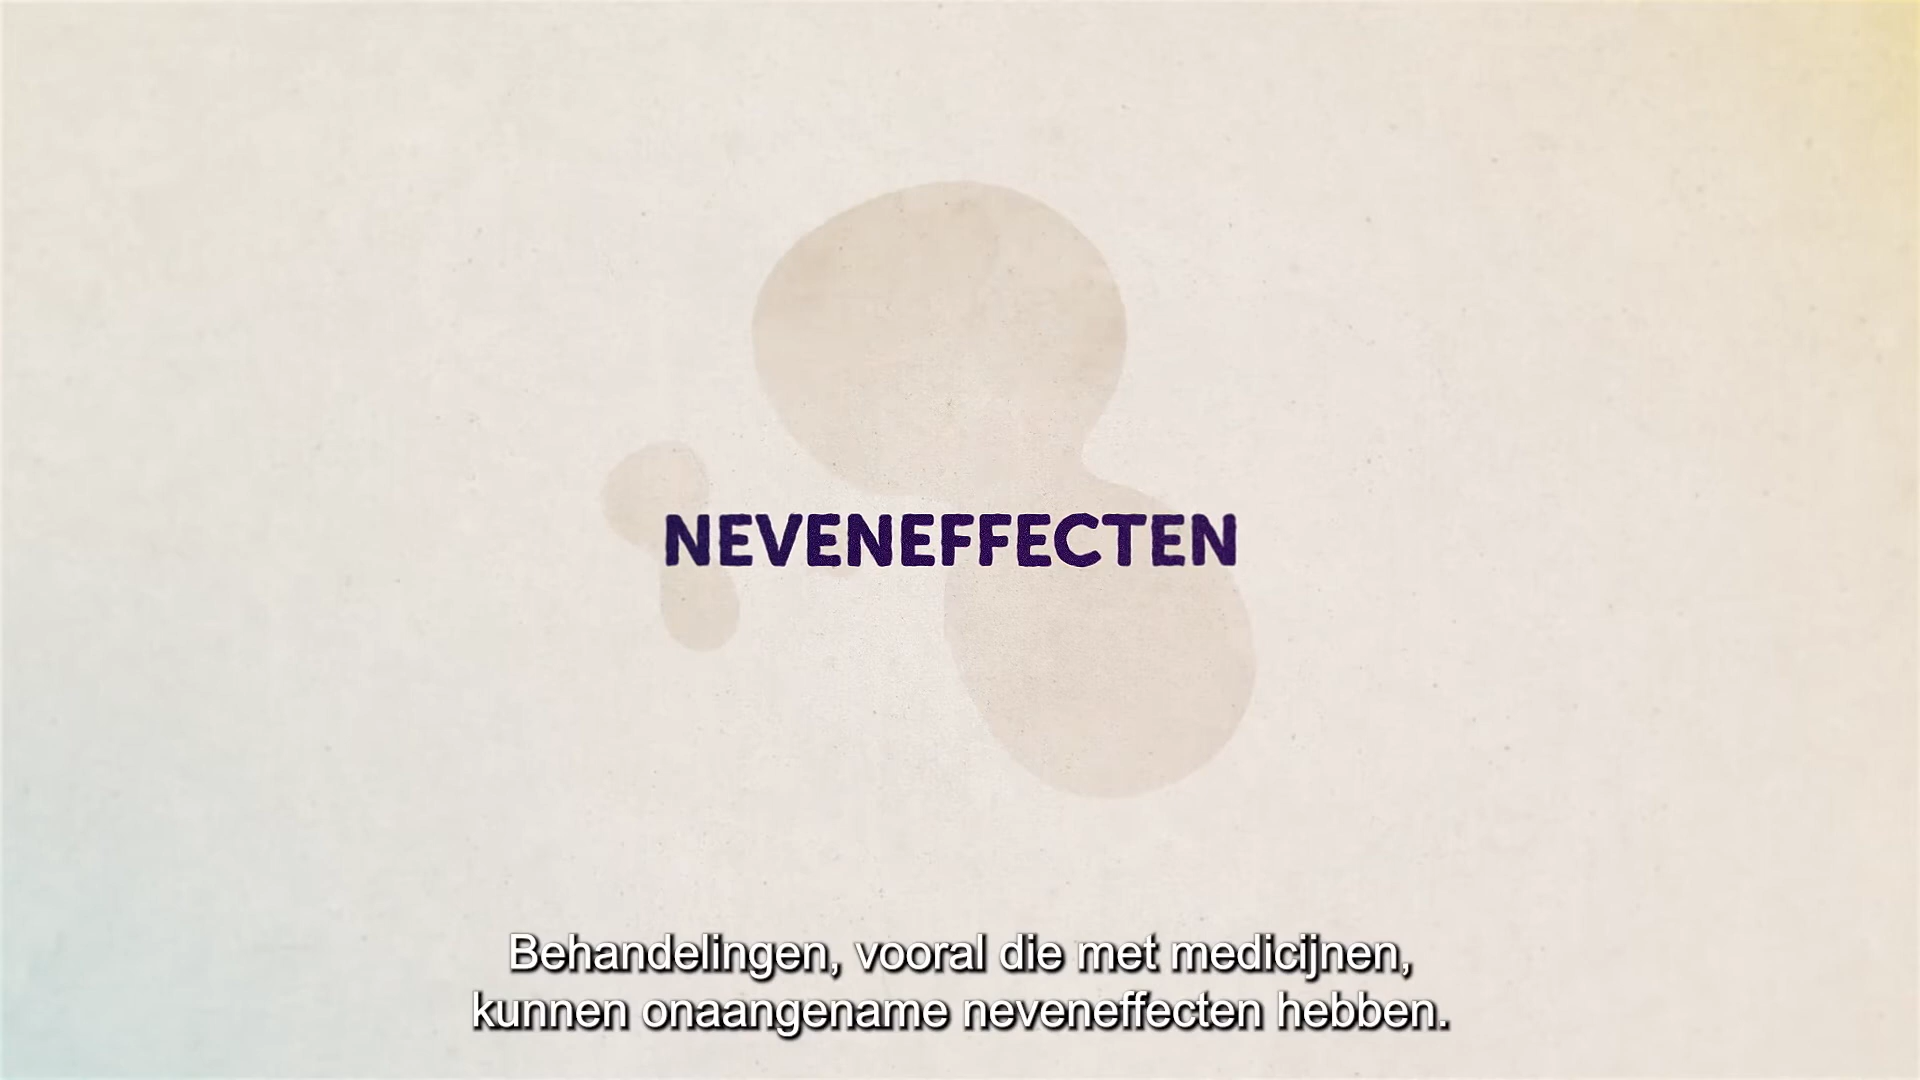 NEVENEFFECTEN
Behandelingen, vooral die met medicijnen,
kunnen onaangename neveneffecten hebben.